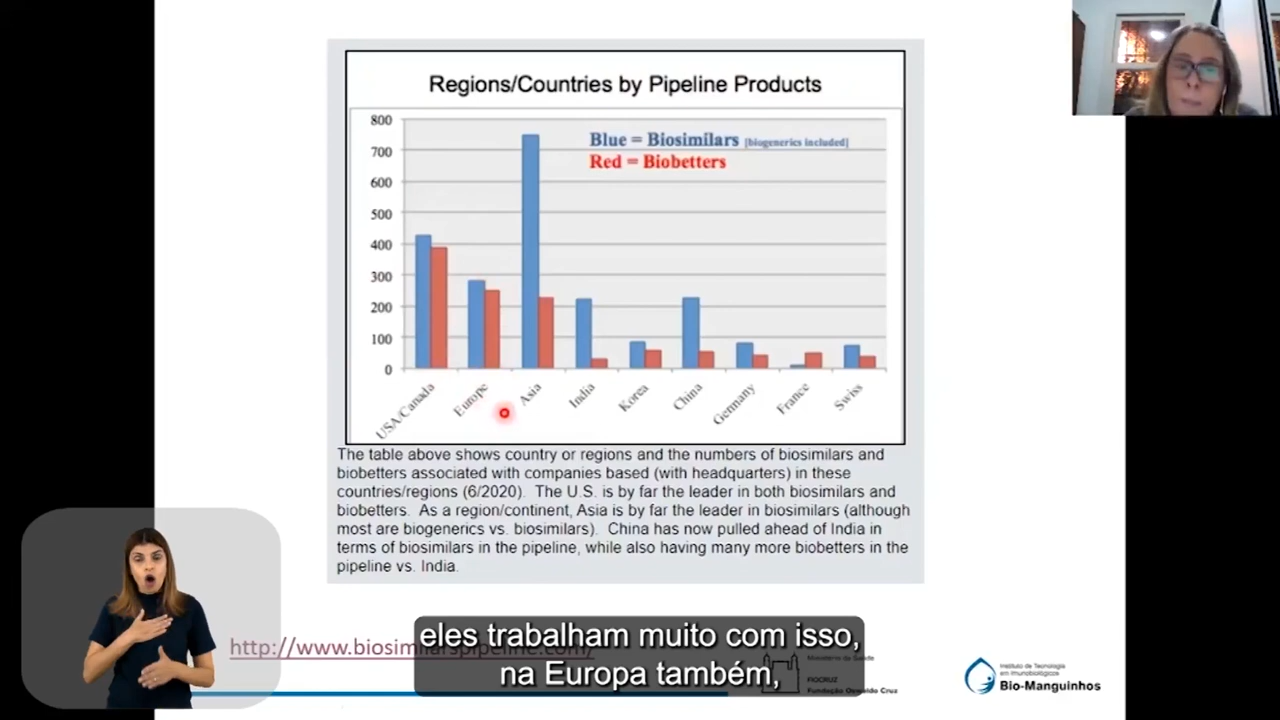 Regions/Countries by Pipeline Products
800
700
600
500
400
300
200
100
0
Blue = Biosimilars [biogenerics included]
Red = Biobetters
USA/Canada
Europe
Asia
India
Korea
China
Germany
France
Swiss
The table above shows country or regions and the numbers of biosimilars and
biobetters associated with companies based (with headquarters) in these
countries/regions (6/2020). The U.S. is by far the leader in both biosimilars and
biobetters. As a region/continent, Asia is by far the leader in biosimilars (although
most are biogenerics vs. biosimilars). China has now pulled ahead of India in
terms of biosimilars in the pipeline, while also having many more biobetters in the
pipeline vs. India.
http://www.biosimilarspipeline.com/
eles trabalham muito com isso,
na Europa também,
Ministério da Saúde
FIOCRUZ
Fundação Oswaldo Cruz
Instituto de Tecnologia
em Imunobiológicos
Bio-Manguinhos